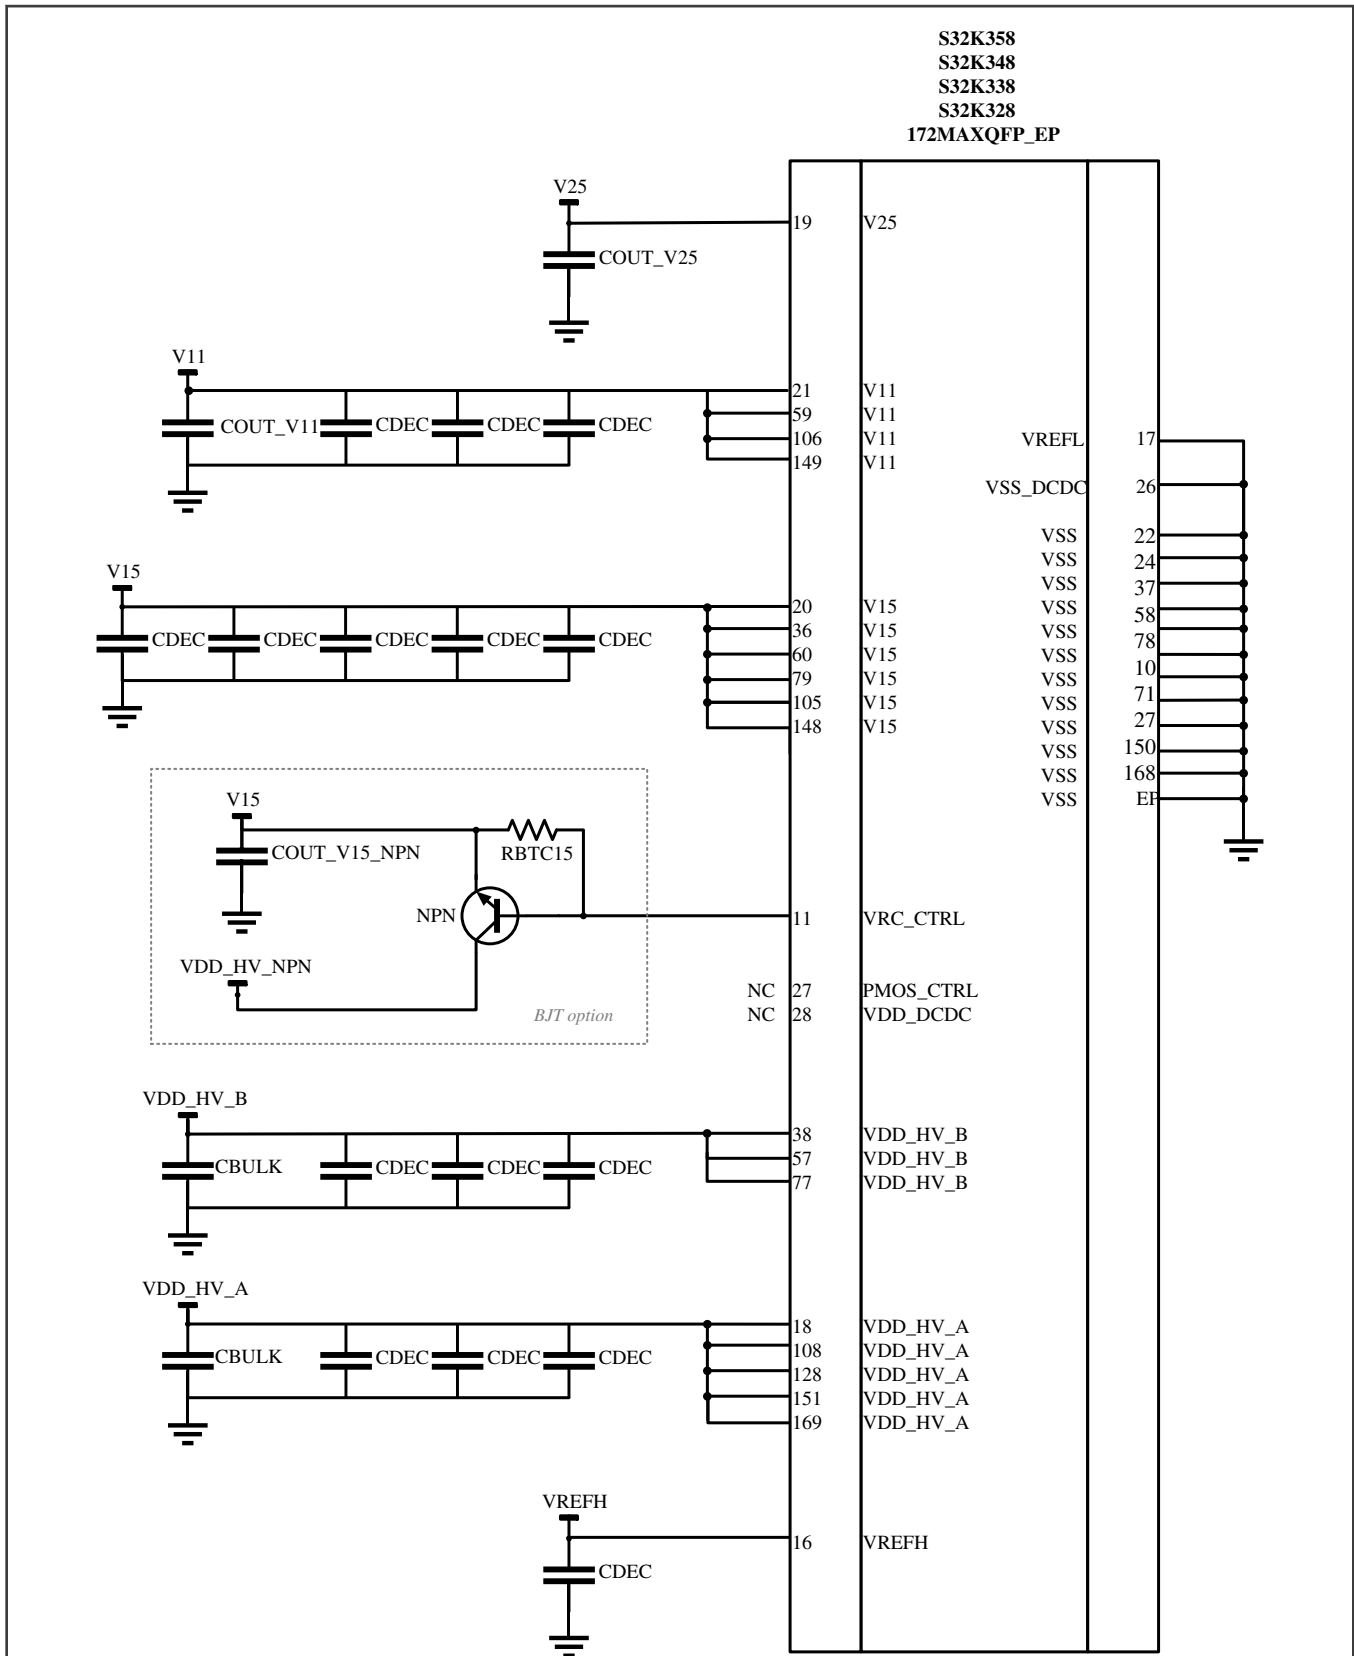 S32K358
S32K348
S32K338
S32K328
172MAXQFP_EP
V25
19 V25
COUT_V25
V11
21 V11
COUT_V11 CDEC CDEC CDEC
59 V11
106 V11
149 V11
VREFL 17
VSS_DCDC 26
VSS 22
VSS 24
VSS 37
VSS 58
VSS 78
VSS 10
VSS 71
VSS 27
VSS 150
VSS 168
VSS
VSS EP
V15
20 V15
CDEC CDEC CDEC CDEC CDEC
36 V15
60 V15
79 V15
105 V15
148 V15
V15
COUT_V15_NPN
RBTC15
NPN
11 VRC_CTRL
VDD_HV_NPN
BJT option
NC 27 PMOS_CTRL
NC 28 VDD_DCDC
VDD_HV_B
38 VDD_HV_B
CBULK CDEC CDEC CDEC
57 VDD_HV_B
77 VDD_HV_B
VDD_HV_A
18 VDD_HV_A
CBULK CDEC CDEC CDEC
108 VDD_HV_A
128 VDD_HV_A
151 VDD_HV_A
169 VDD_HV_A
VREFH
16 VREFH
CDEC